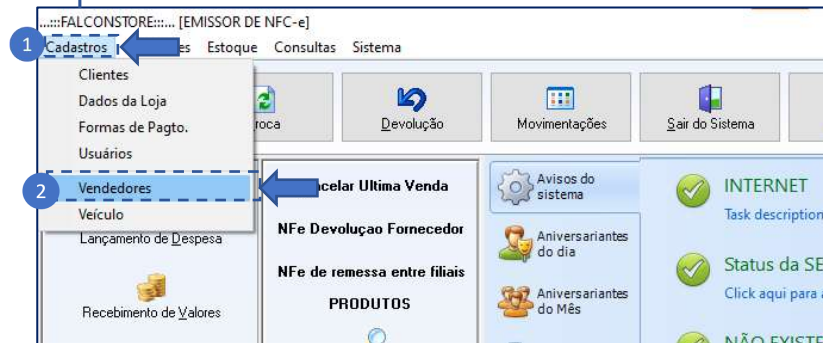 ...:::FALCONSTORE:::... [EMISSOR DE NFC-e]
1
Cadastros
Estoque Consultas Sistema
Clientes
Dados da Loja
Formas de Pagto.
Usuários
2
Vendedores
Veículo
Devolução
Movimentações
Sair do Sistema
Lançamento de Despesa
Recebimento de Valores
Ultima Venda
NFe Devoluçao Fornecedor
NFe de remessa entre filiais
PRODUTOS
Avisos do
sistema
Aniversariantes
do dia
Aniversariantes
do Mês
INTERNET
Task description
Status da SE
Click aqui para a
NÃO EXISTE